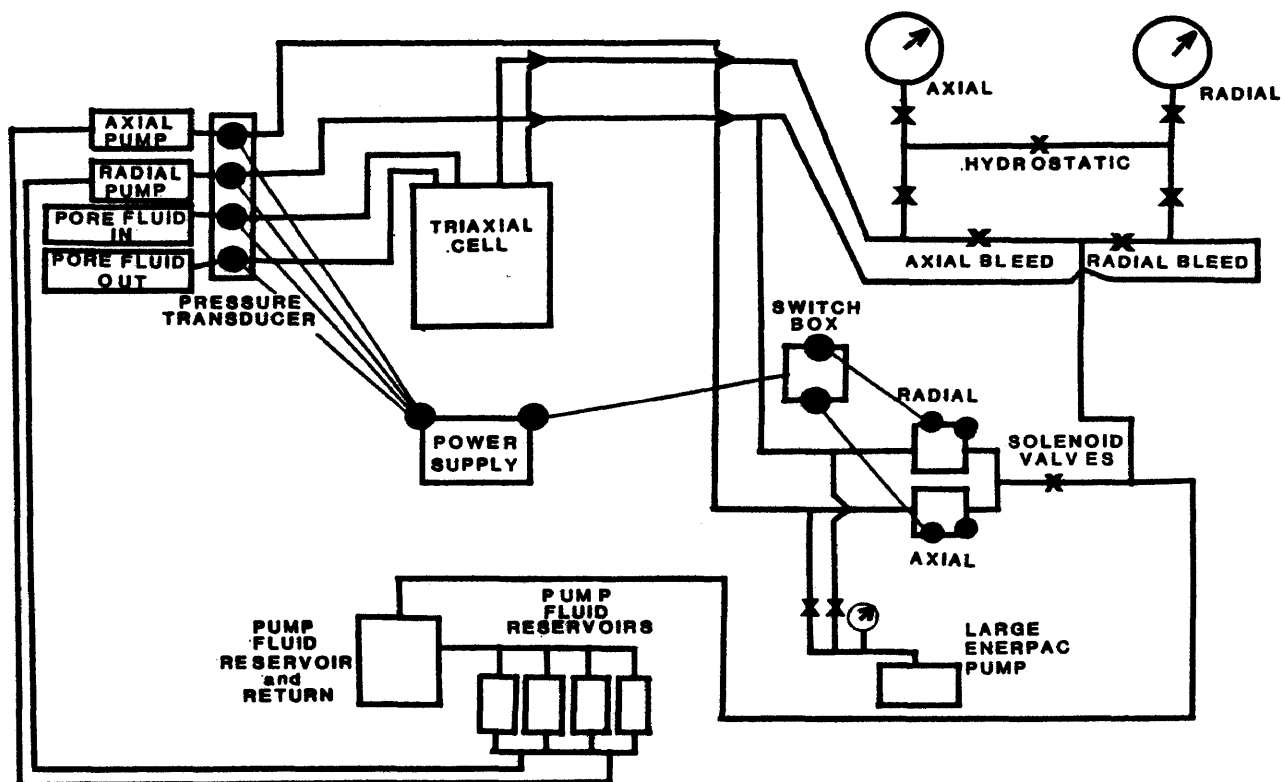 AXIAL
RADIAL
AXIAL
PUMP
HYDROSTATIC
RADIAL
PUMP
PORE FLUID
IN
TRIAXIAL
CELL
PORE FLUID
OUT
AXIAL BLEED
RADIAL BLEED
PRESSURE
TRANSDUCER
SWITCH
BOX
RADIAL
POWER
SUPPLY
SOLENOID
VALVES
AXIAL
PUMP
FLUID
RESERVOIRS
PUMP
FLUID
RESERVOIR
and
RETURN
LARGE
ENERPAC
PUMP